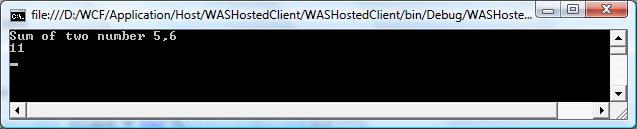 file:///D:/WCF/Application/Host/WASHostedClient/WASHostedClient/bin/Debug/WASHoste...
Sum of two number 5,6
11